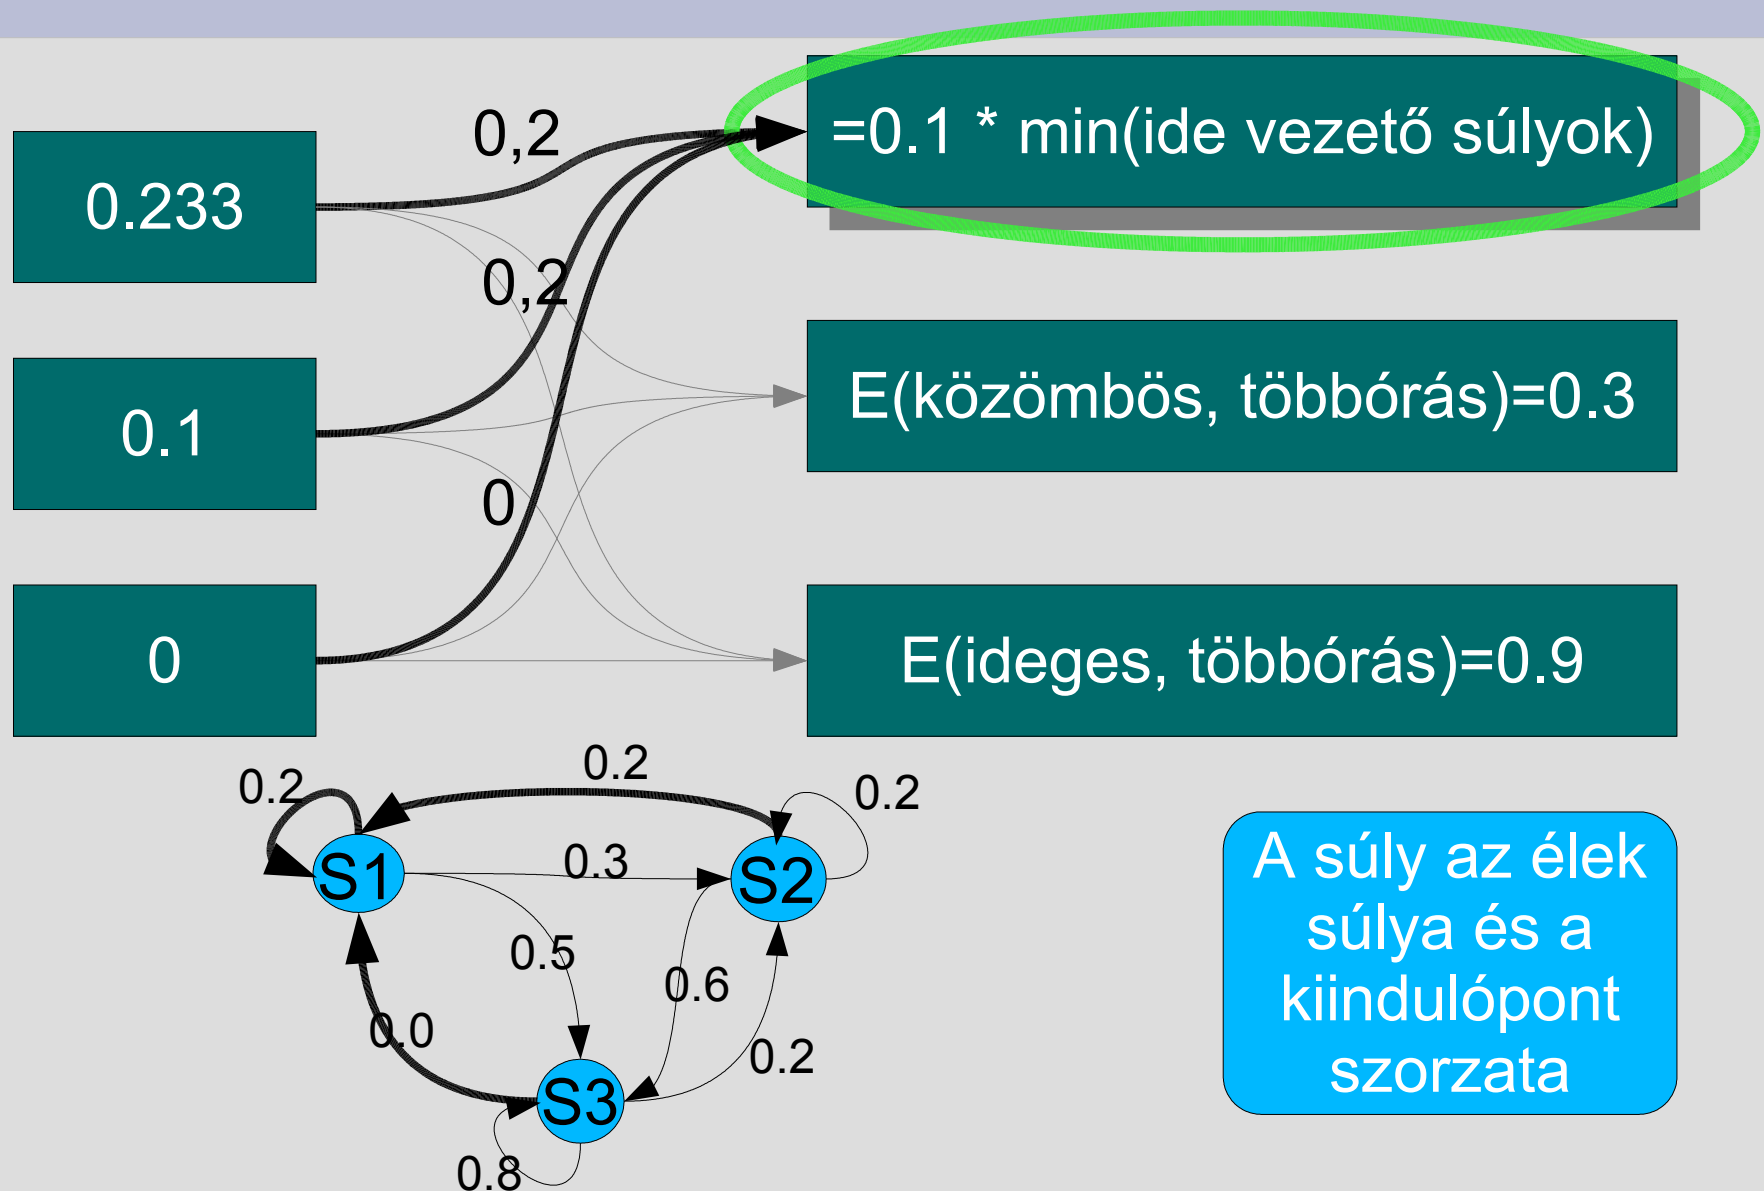 0,2
=0.1 * min(ide vezető súlyok)
0.233
0,2
E(közömbös, többórás)=0.3
0.1
0
0
E(ideges, többórás)=0.9
0.2
0.2
0.2
S1
0.3
S2
0.5
0.6
0.0
0.2
S3
0.8
A súly az élek
súlya és a
kiindulópont
szorzata